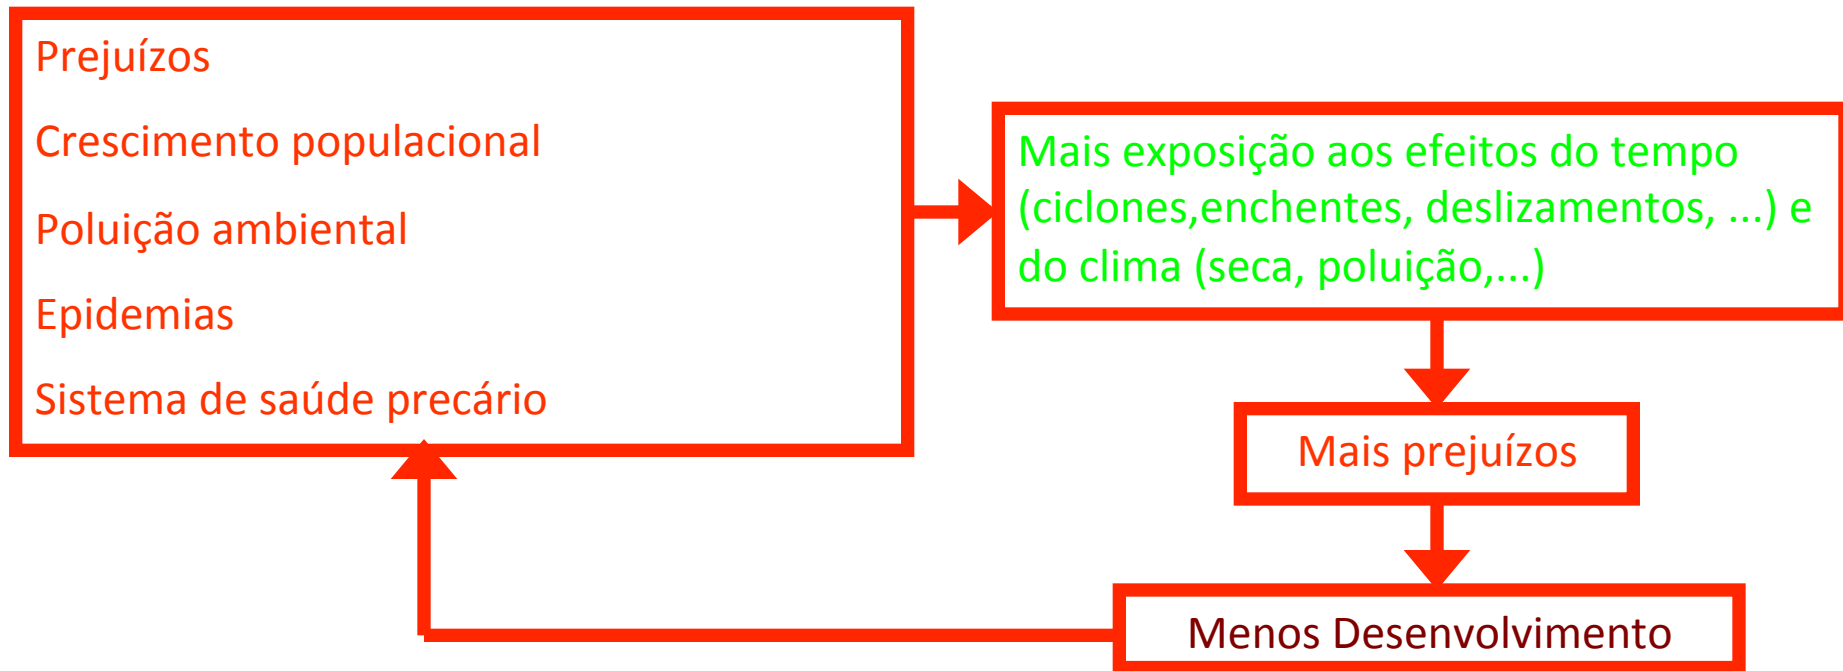 Prejuízos
Crescimento populacional
Poluição ambiental
Epidemias
Sistema de saúde precário
Mais exposição aos efeitos do tempo
(ciclones,enchentes, deslizamentos, ...) e
do clima (seca, poluição,...)
Mais prejuízos
Menos Desenvolvimento